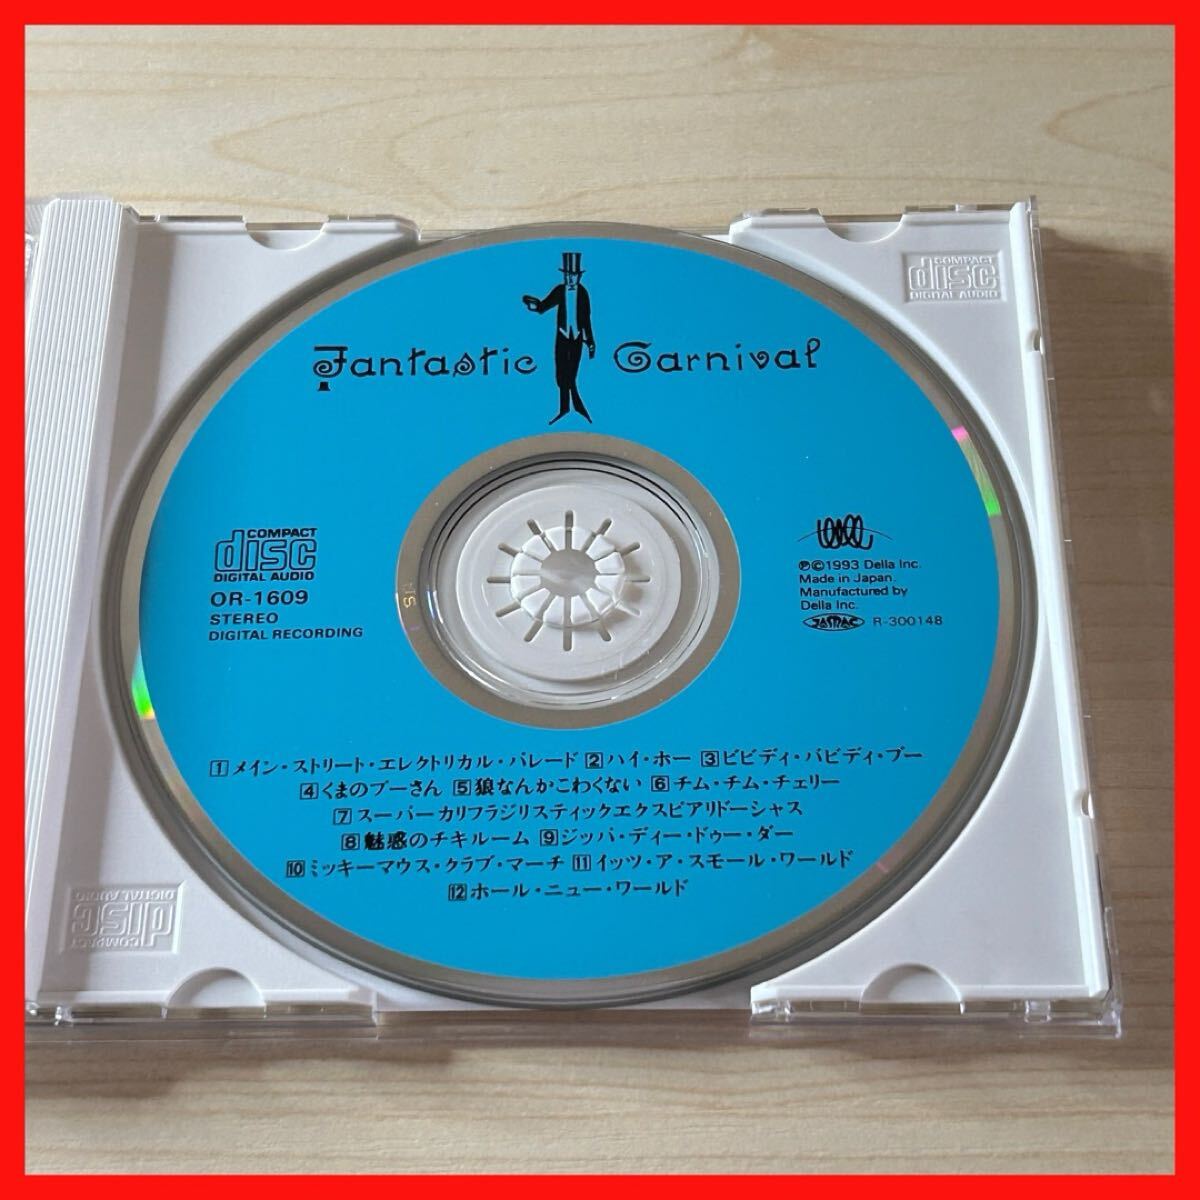 Fantastic Carnival
COMPACT
disc
DIGITAL AUDIO
OR-1609
STEREO
DIGITAL RECORDING
Ⓟ©1993 Della Inc.
Made in Japan.
Manufactured by
Della Inc.
JASRAC R-300148
1メイン・ストリート・エレクトリカル・パレード 2ハイ・ホー 3ビビディ・バビディ・ブー
4くまのプーさん 5狼なんかこわくない 6チム・チム・チェリー
7スーパーカリフラジリスティックエクスピアリドーシャス
8魅惑のチキルーム 9ジッパ・ディー・ドゥー・ダー
10ミッキーマウス・クラブ・マーチ 11イッツ・ア・スモール・ワールド
12ホール・ニュー・ワールド
COMPACT
disc
DIGITAL AUDIO
COMPACT
disc
DIGITAL AUDIO